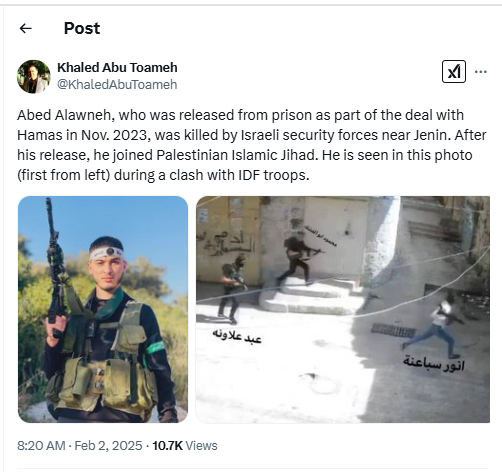 Post
Khaled Abu Toameh
@KhaledAbuToameh
Abed Alawneh, who was released from prison as part of the deal with
Hamas in Nov. 2023, was killed by Israeli security forces near Jenin. After
his release, he joined Palestinian Islamic Jihad. He is seen in this photo
(first from left) during a clash with IDF troops.
عبد علاونه
انور سباعنة
8:20 AM · Feb 2, 2025 · 10.7K Views